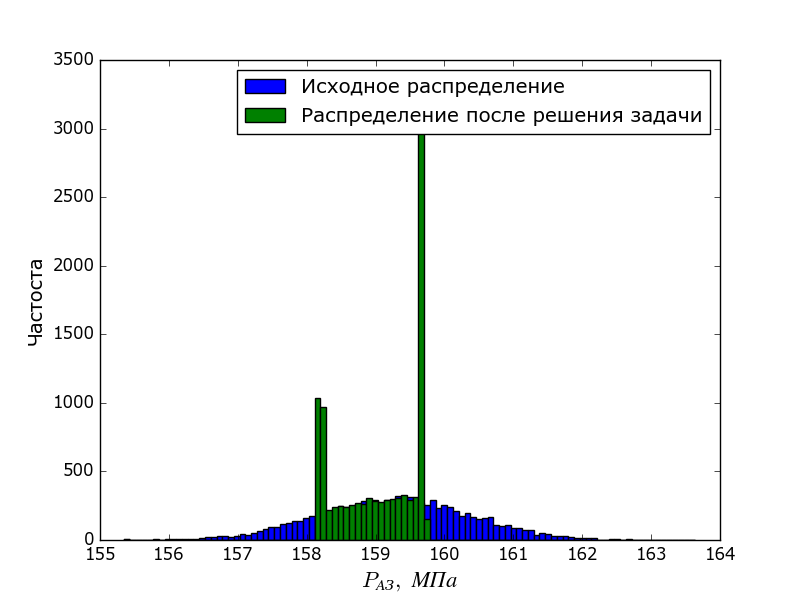 3500
3000
2500
2000
1500
1000
500
0
Частоста
Исходное распределение
Распределение после решения задачи
155 156 157 158 159 160 161 162 163 164
P_{АЗ}, МПа